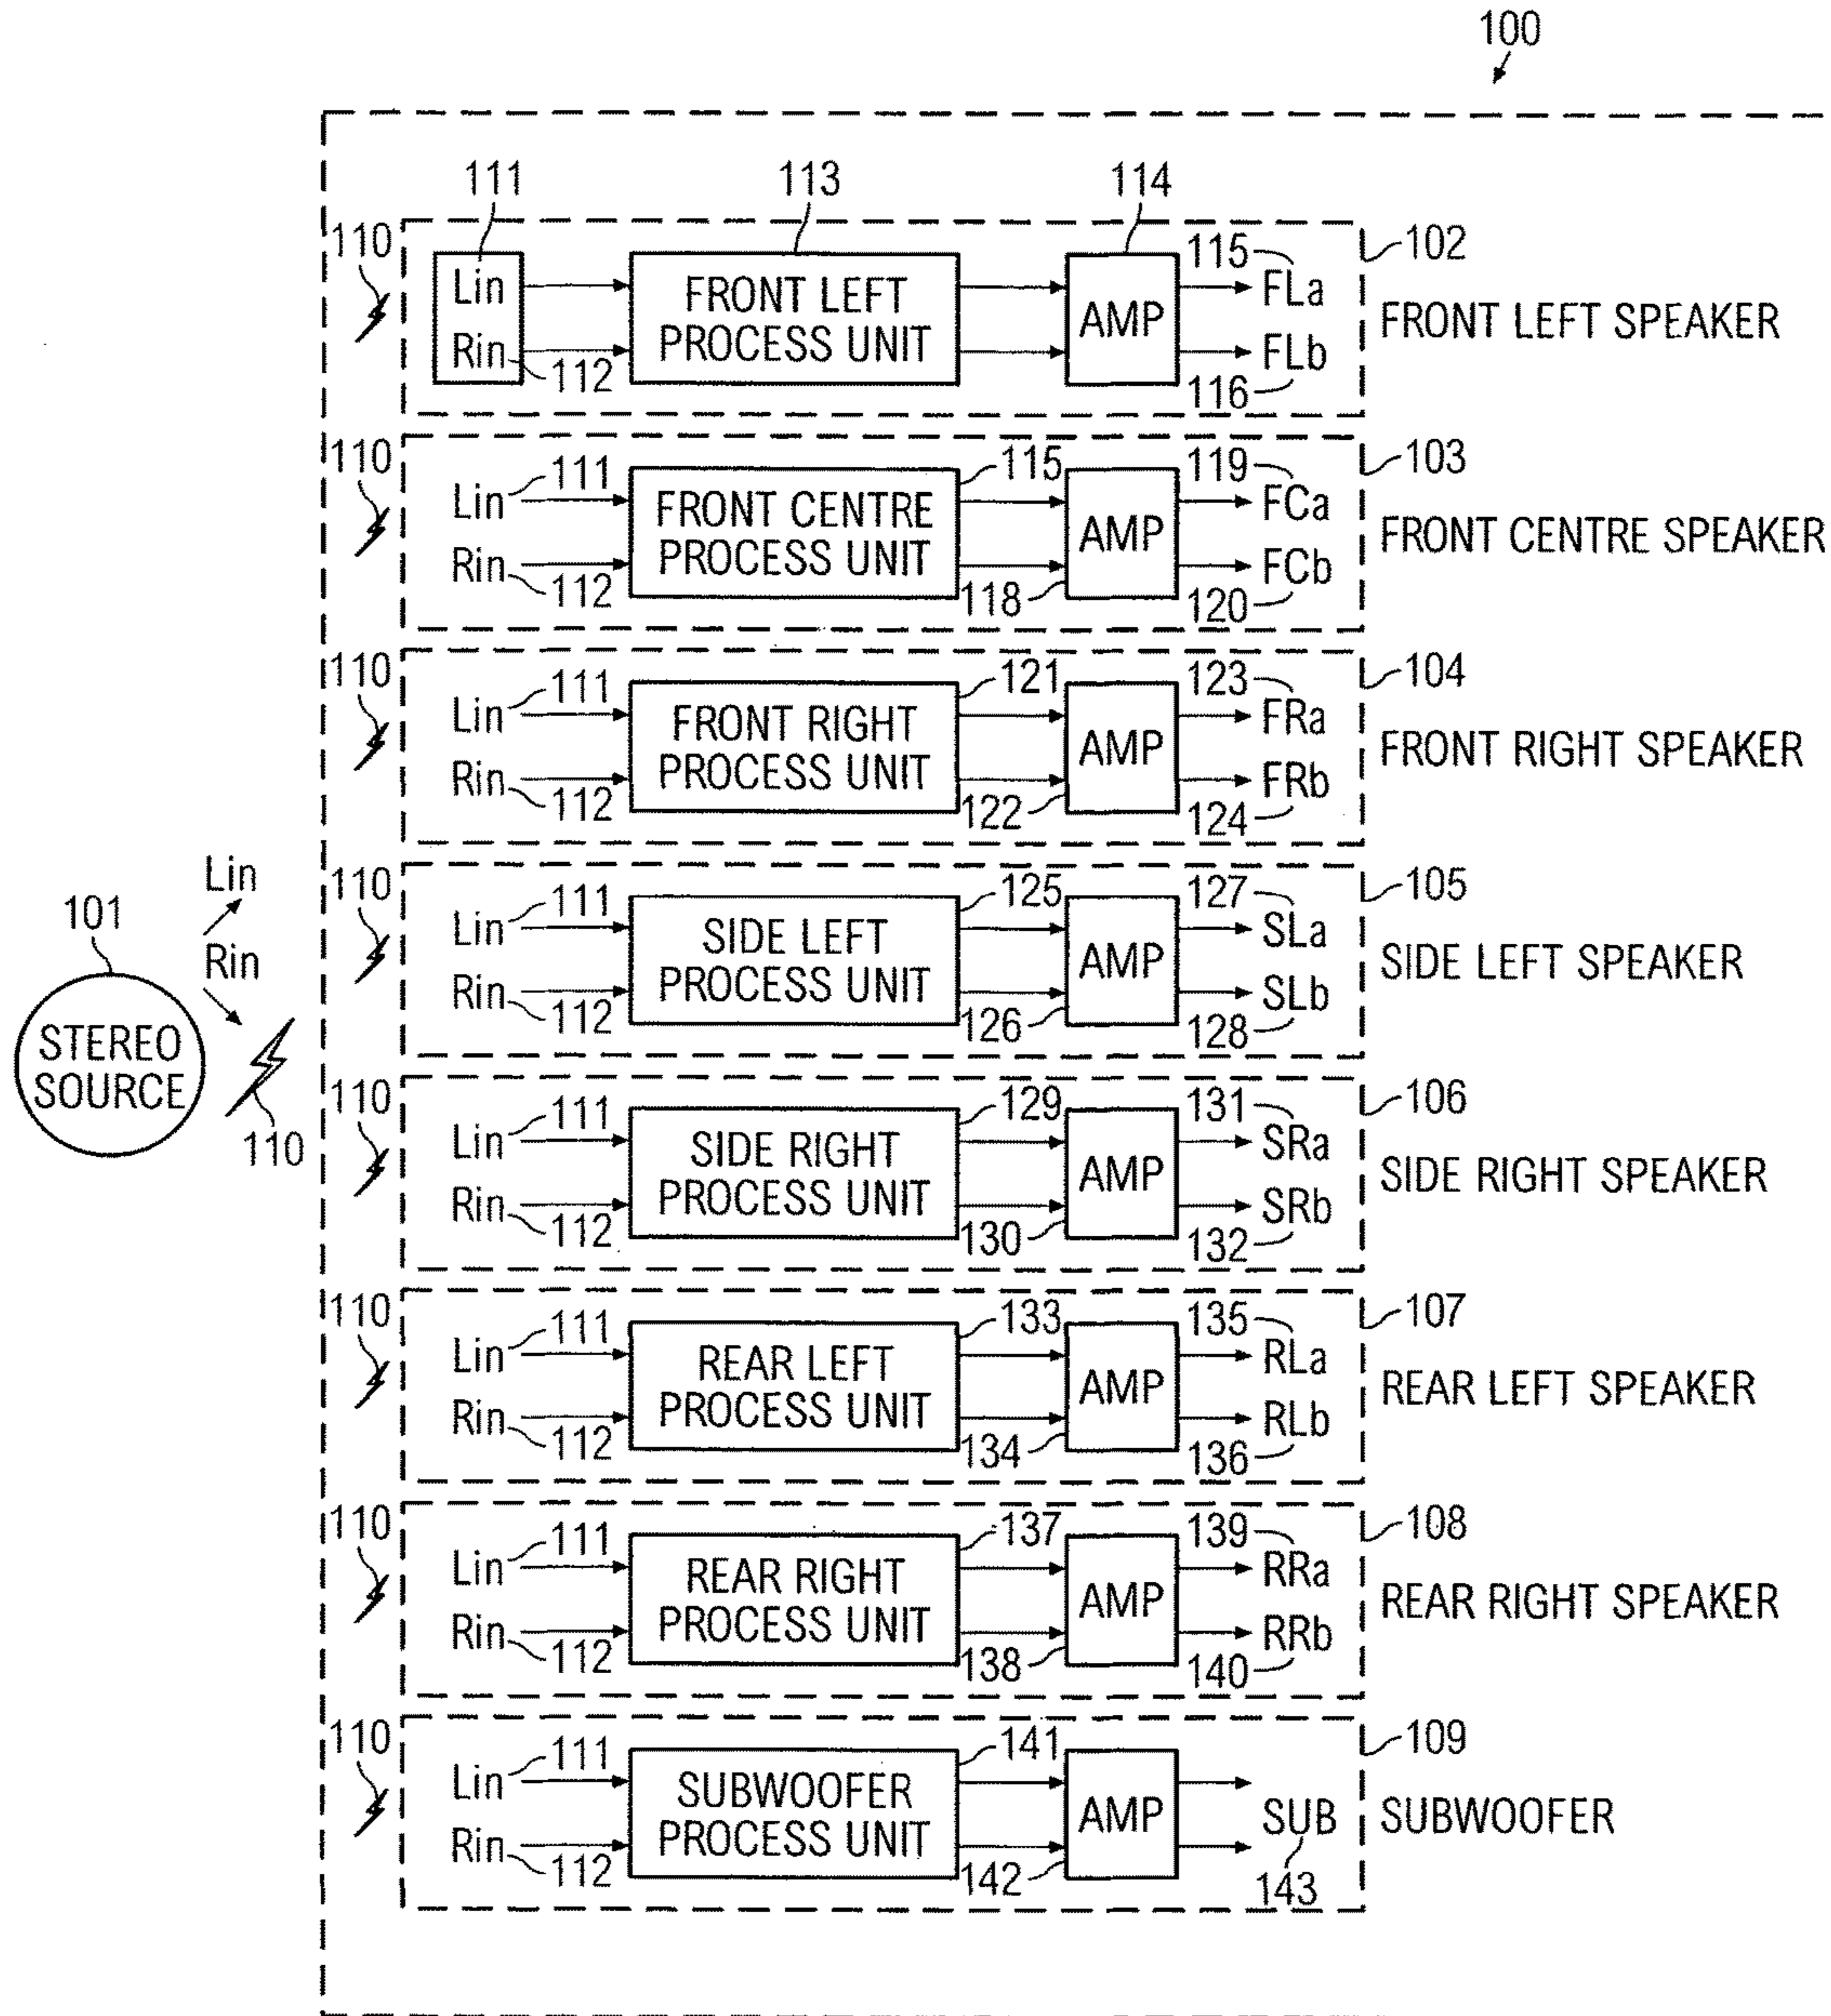 100
111 113 114
110 Lin FRONT LEFT AMP 115 FLa 102
Rin PROCESS UNIT FLb FRONT LEFT SPEAKER
112 116
110 Lin 111 FRONT CENTRE 115 AMP 119 FCa 103
Rin 112 PROCESS UNIT 118 FCb 120 FRONT CENTRE SPEAKER
110 Lin 111 FRONT RIGHT 121 AMP 123 FRa 104
Rin 112 PROCESS UNIT 122 FRb 124 FRONT RIGHT SPEAKER
Lin
Rin
101
STEREO
SOURCE
110
110 Lin 111 SIDE LEFT 125 AMP 127 SLa 105
Rin 112 PROCESS UNIT 126 SLb 128 SIDE LEFT SPEAKER
110 Lin 111 SIDE RIGHT 129 AMP 131 SRa 106
Rin 112 PROCESS UNIT 130 SRb 132 SIDE RIGHT SPEAKER
110 Lin 111 REAR LEFT 133 AMP 135 RLa 107
Rin 112 PROCESS UNIT 134 RLb 136 REAR LEFT SPEAKER
110 Lin 111 REAR RIGHT 137 AMP 139 RRa 108
Rin 112 PROCESS UNIT 138 RRb 140 REAR RIGHT SPEAKER
110 Lin 111 SUBWOOFER 141 AMP SUB 109
Rin 112 PROCESS UNIT 142 143 SUBWOOFER